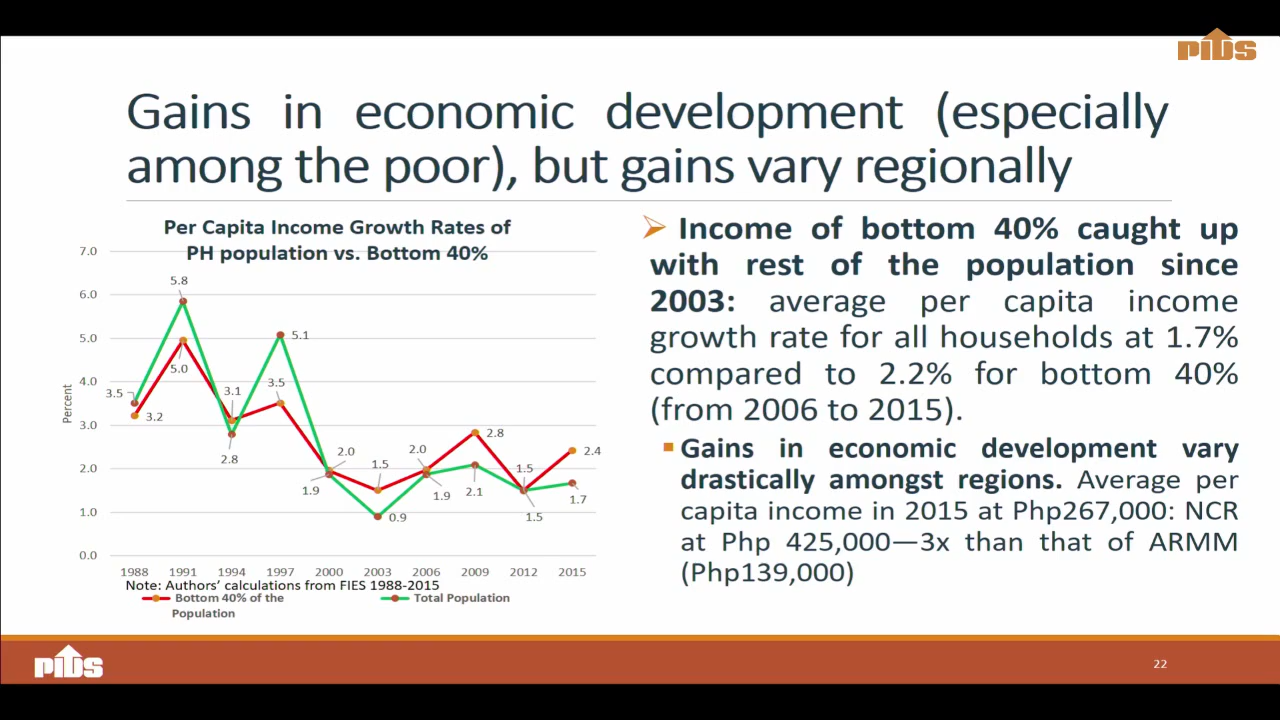 PIDS
Gains in economic development (especially
among the poor), but gains vary regionally
Per Capita Income Growth Rates of
PH population vs. Bottom 40%
7.0
6.0
5.0
4.0
3.0
2.0
1.0
0.0
Percent
5.8
5.0
3.5
3.2
3.1
2.8
3.5
5.1
2.0
1.9
1.5
0.9
2.0
1.9
2.8
2.1
1.5
1.5
2.4
1.7
1988 1991 1994 1997 2000 2003 2006 2009 2012 2015
Note: Authors' calculations from FIES 1988-2015
Bottom 40% of the
Population
Total Population
Income of bottom 40% caught up
with rest of the population since
2003: average per capita income
growth rate for all households at 1.7%
compared to 2.2% for bottom 40%
(from 2006 to 2015).
Gains in economic development vary
drastically amongst regions. Average per
capita income in 2015 at Php267,000: NCR
at Php 425,000—3x than that of ARMM
(Php139,000)
PIDS
22